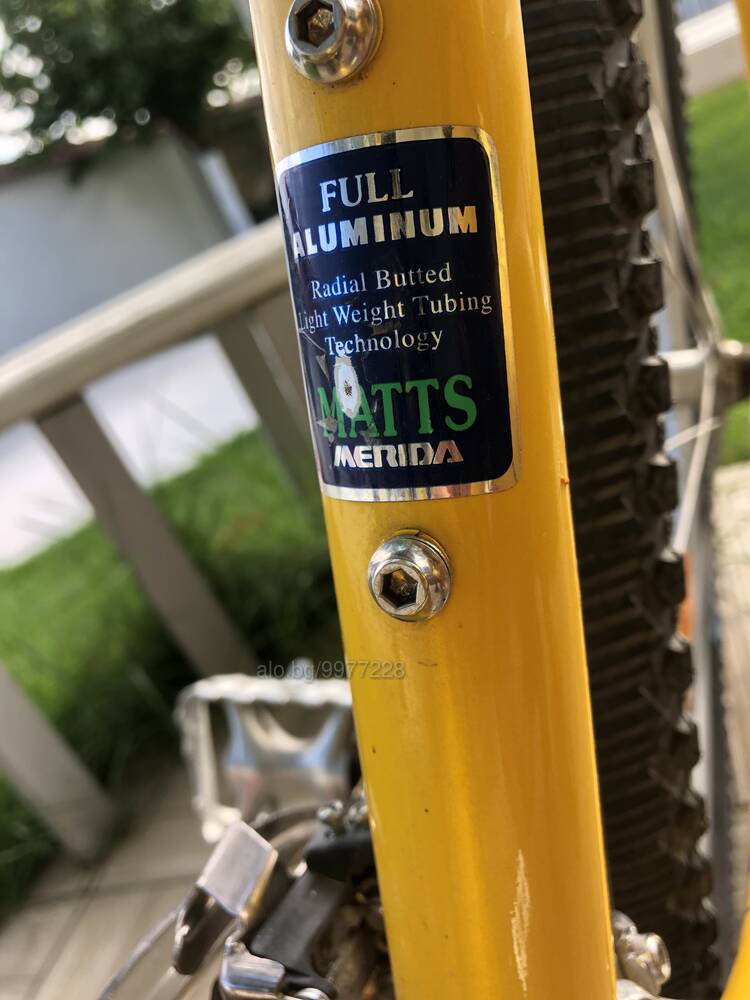 FULL
ALUMINUM
Radial Butted
Light Weight Tubing
Technology
MATTS
MERIDA
alo.bg/9977228